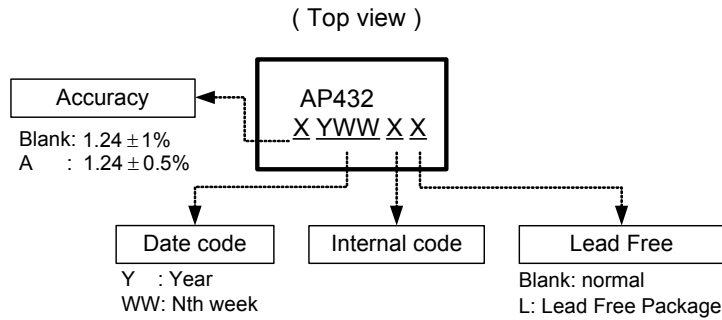 ( Top view )
AP432
X YWW X X
Accuracy
Blank: 1.24 ± 1%
A : 1.24 ± 0.5%
Date code
Y : Year
WW: Nth week
Internal code
Lead Free
Blank: normal
L: Lead Free Package